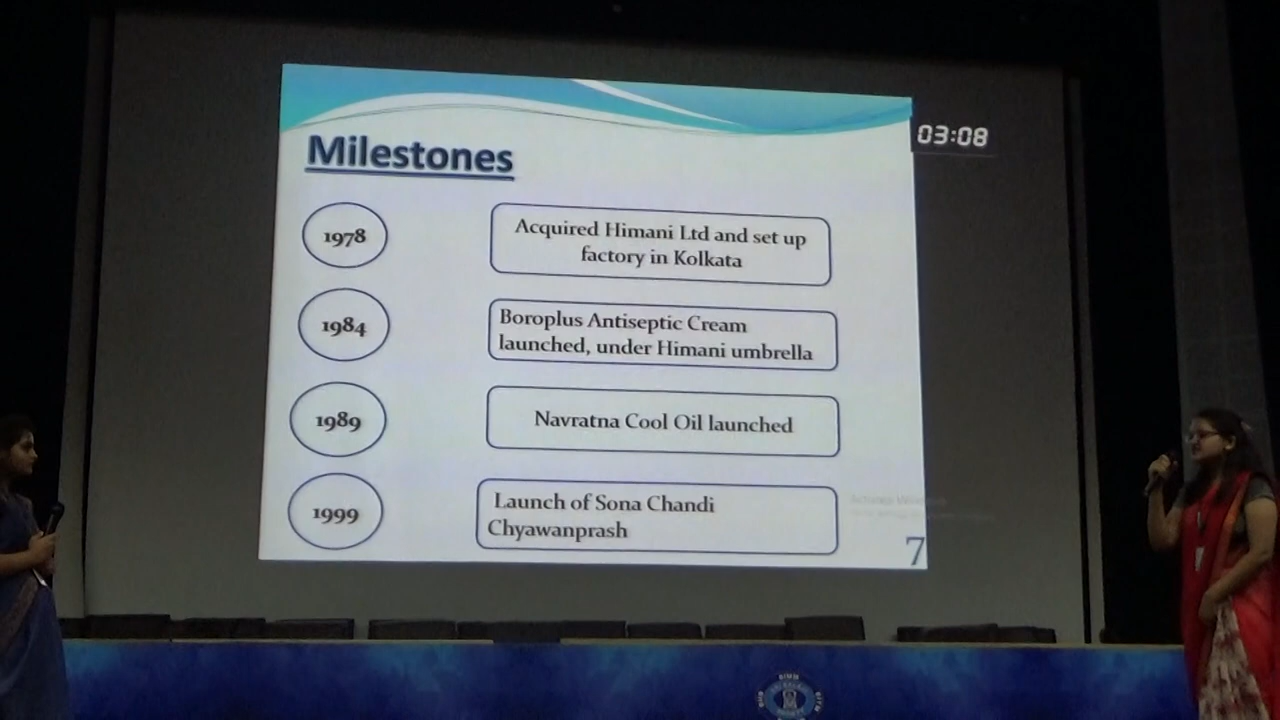 Milestones
03:08
1978
Acquired Himani Ltd and set up
factory in Kolkata
1984
Boroplus Antiseptic Cream
launched, under Himani umbrella
1989
Navratna Cool Oil launched
1999
Launch of Sona Chandi
Chyawanprash
7